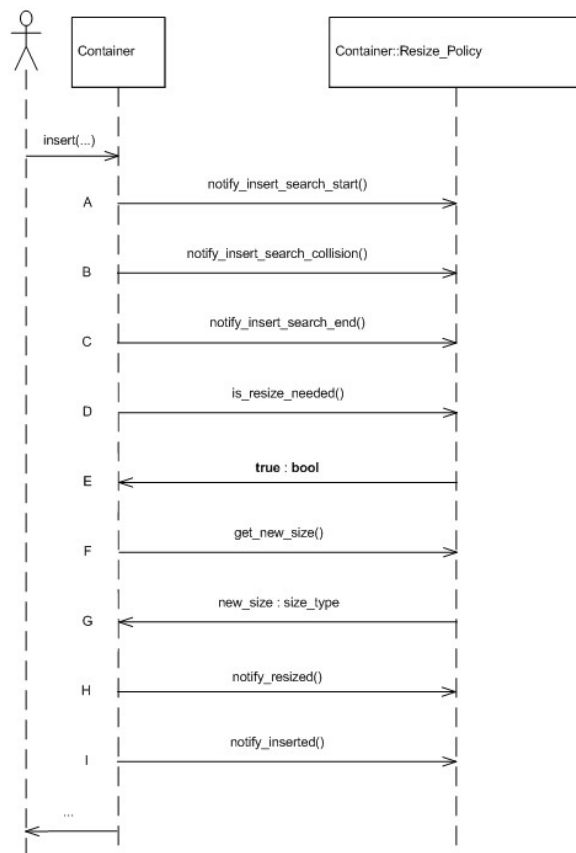 Container
Container::Resize_Policy
insert(...)
A
notify_insert_search_start()
B
notify_insert_search_collision()
C
notify_insert_search_end()
D
is_resize_needed()
E
true : bool
F
get_new_size()
G
new_size : size_type
H
notify_resized()
I
notify_inserted()
...